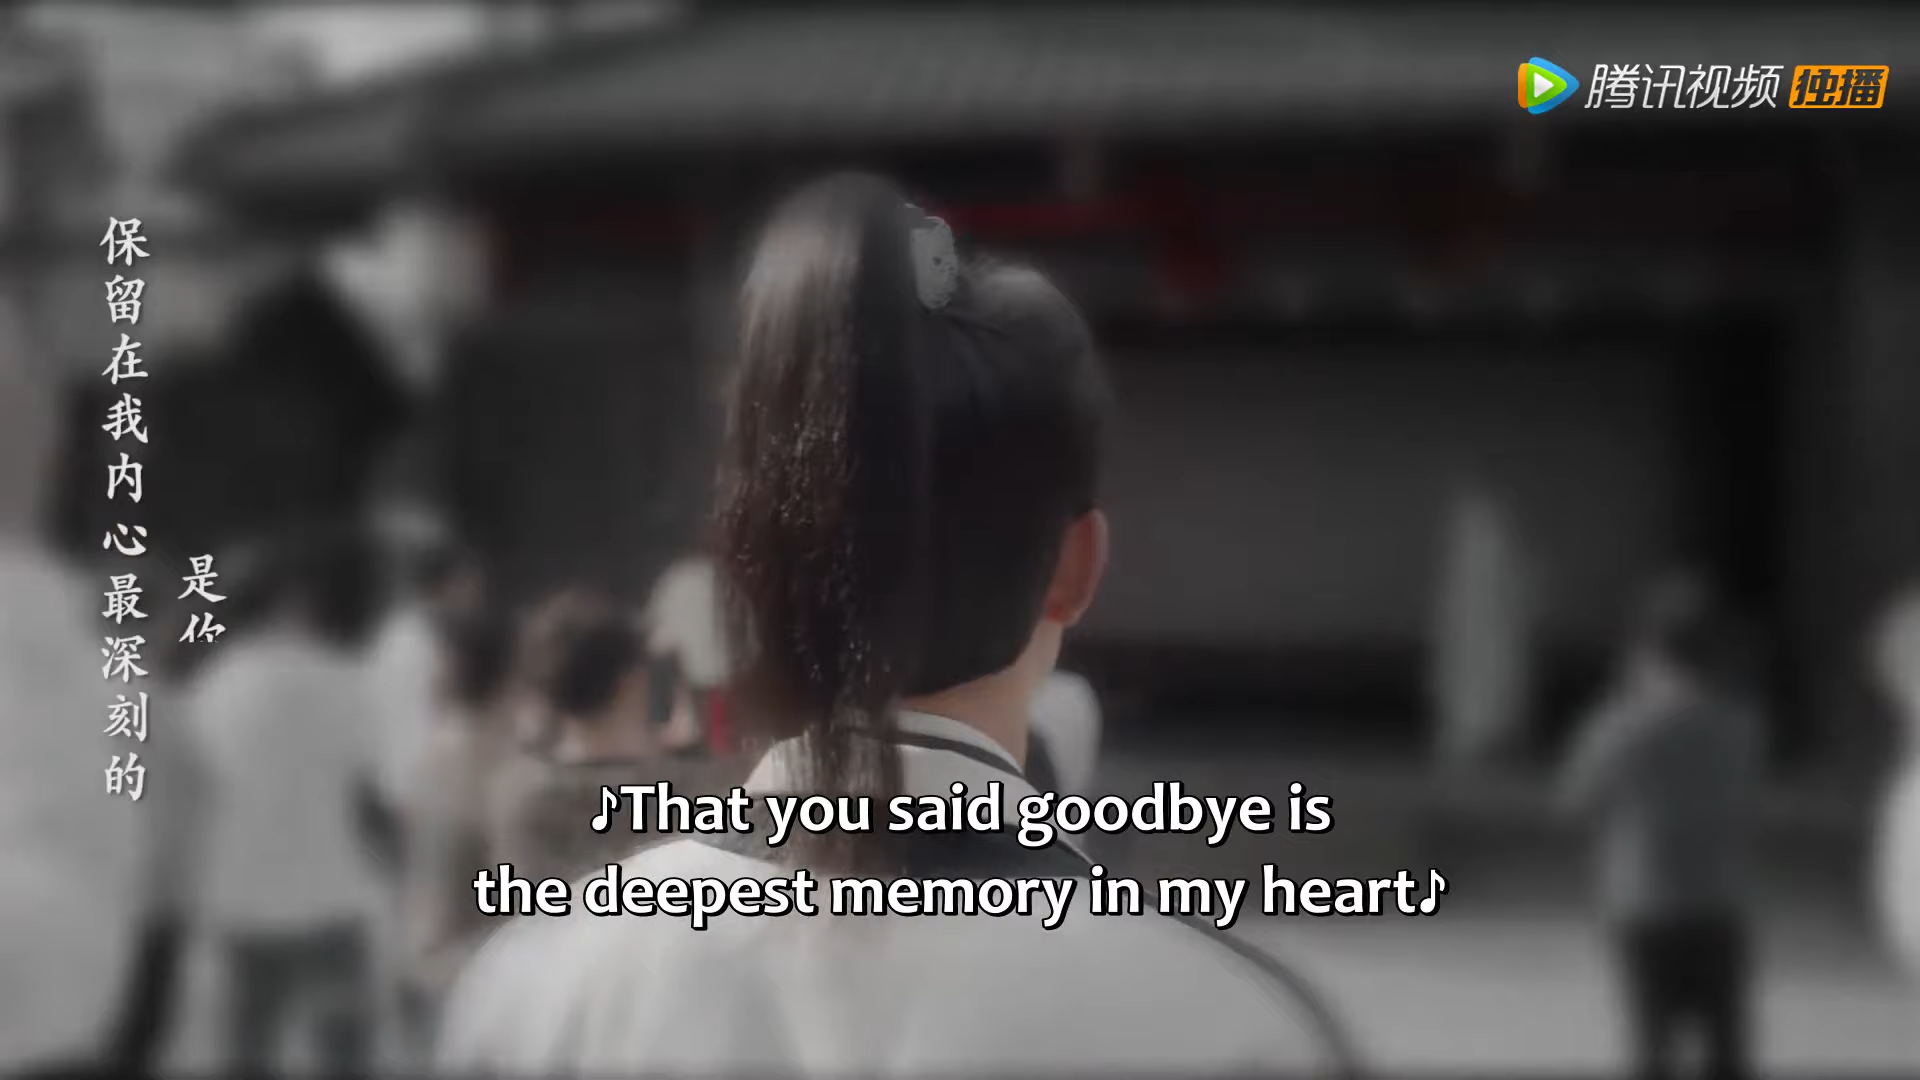 腾讯视频 独播
保留在我内心最深刻的
是你
♪That you said goodbye is
the deepest memory in my heart♪